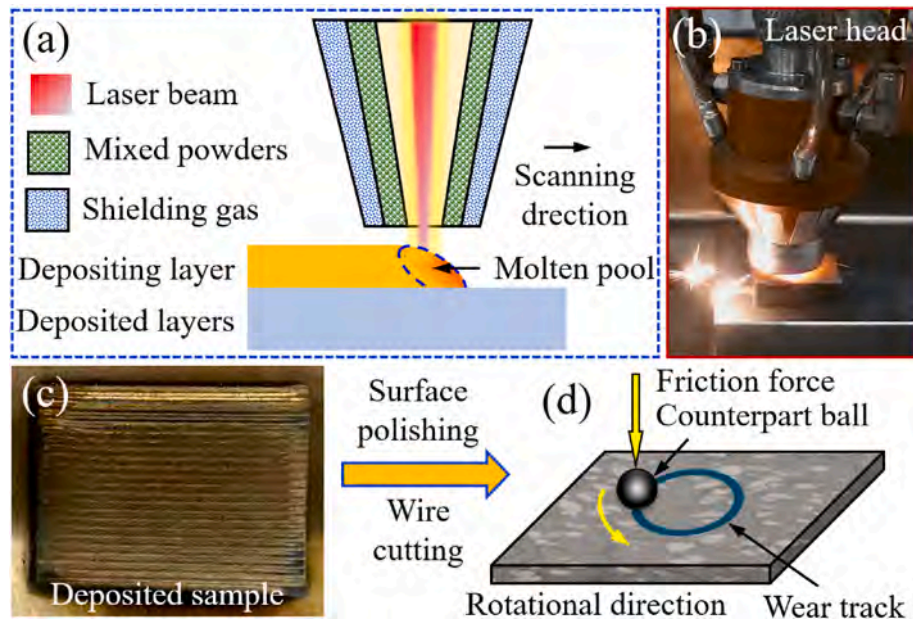 (a)
Laser beam
Mixed powders
Shielding gas
Scanning
direction
Depositing layer
Molten pool
Deposited layers
(b)
Laser head
(c)
Deposited sample
Surface
polishing
Wire
cutting
(d)
Friction force
Counterpart ball
Rotational direction
Wear track